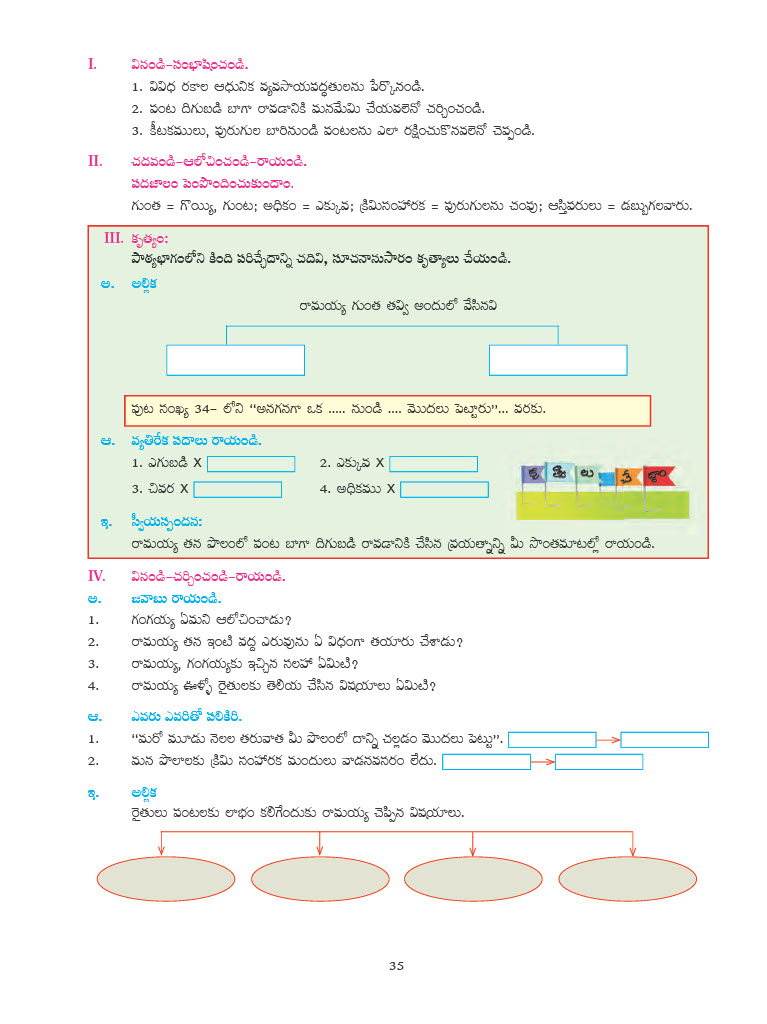 I. వినండి-సంభాషించండి.
1. వివిధ రకాల ఆధునిక వ్యవసాయపద్ధతులను పేర్కొనండి.
2. పంట దిగుబడి బాగా రావడానికి మనమేమి చేయవలెనో చర్చించండి.
3. కీటకములు, పురుగుల బారినుండి పంటలను ఎలా రక్షించుకొనవలెనో చెప్పండి.
II. చదవండి-ఆలోచించండి-రాయండి.
పదజాలం పెంపొందించుకుందాం.
గుంత = గొయ్యి, గుంట; అధికం = ఎక్కువ; క్రిమిసంహారక = పురుగులను చంపు; ఆస్తిపరులు = డబ్బుగలవారు.
III. కృత్యం:
పాఠ్యభాగంలోని కింది పరిచ్ఛేదాన్ని చదివి, సూచనానుసారం కృత్యాలు చేయండి.
అ. అల్లిక
రామయ్య గుంత తవ్వి అందులో వేసినవి
పుట సంఖ్య 34- లోని "అనగనగా ఒక ..... నుండి .... మొదలు పెట్టారు"... వరకు.
ఆ. వ్యతిరేక పదాలు రాయండి.
1. ఎగుబడి X 2. ఎక్కువ X
3. చివర X 4. అధికము X
ఇ. స్వీయస్పందన:
రామయ్య తన పొలంలో పంట బాగా దిగుబడి రావడానికి చేసిన ప్రయత్నాన్ని మీ సొంతమాటల్లో రాయండి.
IV. వినండి-చర్చించండి-రాయండి.
అ. జవాబు రాయండి.
1. గంగయ్య ఏమని ఆలోచించాడు?
2. రామయ్య తన ఇంటి వద్ద ఎరువును ఏ విధంగా తయారు చేశాడు?
3. రామయ్య, గంగయ్యకు ఇచ్చిన సలహా ఏమిటి?
4. రామయ్య ఊళ్ళో రైతులకు తెలియ చేసిన విషయాలు ఏమిటి?
ఆ. ఎవరు ఎవరితో పలికిరి.
1. "మరో మూడు నెలల తరువాత మీ పొలంలో దాన్ని చల్లడం మొదలు పెట్టు".
2. మన పొలాలకు క్రిమి సంహారక మందులు వాడనవసరం లేదు.
ఇ. అల్లిక
రైతులు పంటలకు లాభం కలిగేందుకు రామయ్య చెప్పిన విషయాలు.
35